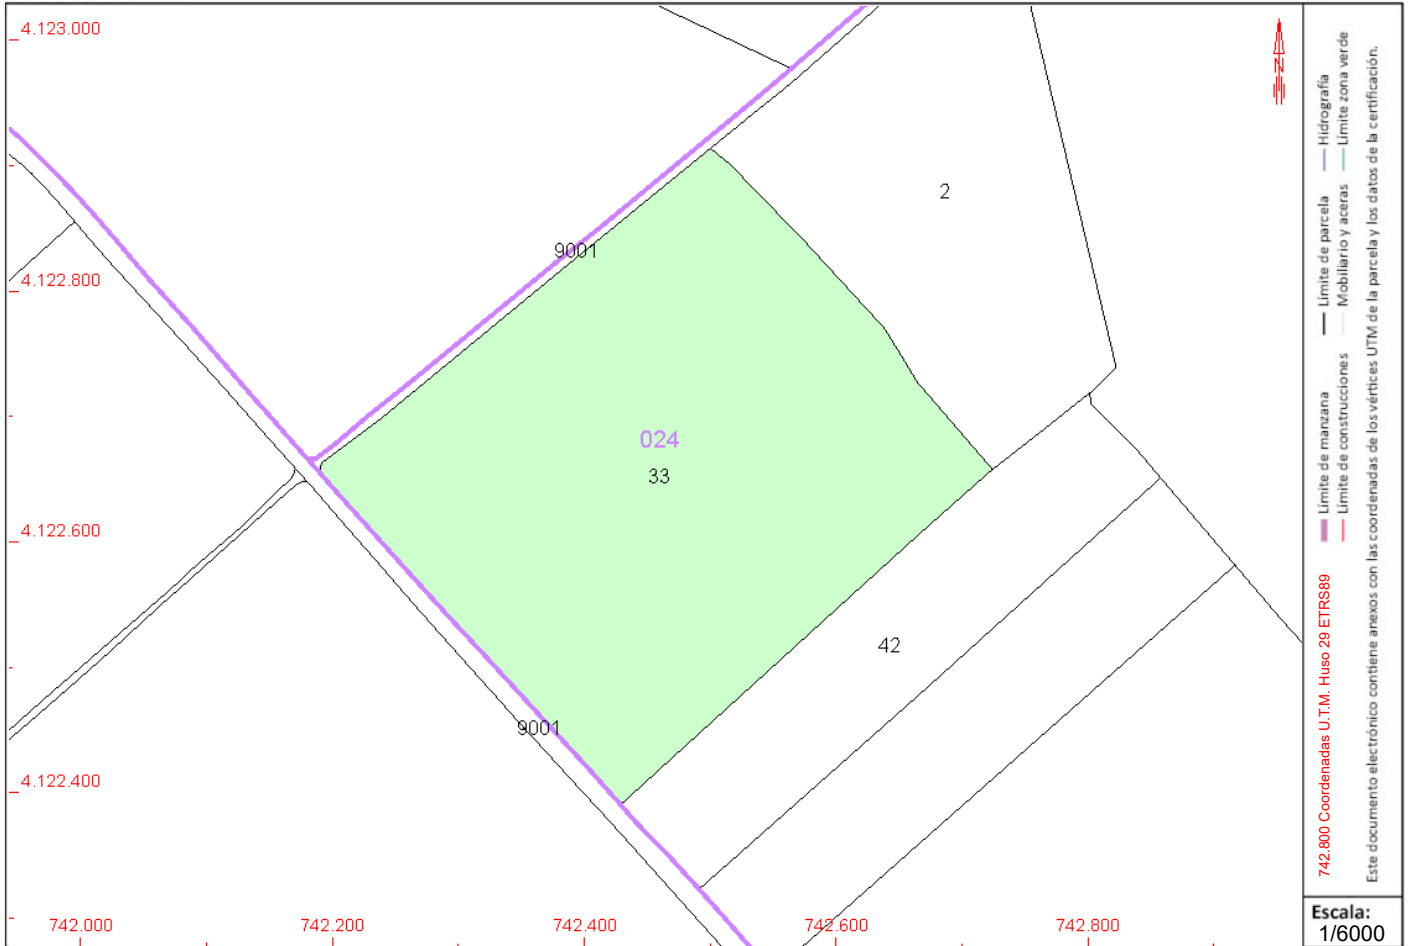 4.123.000
2
9001
4.122.800
024
33
4.122.600
42
9001
4.122.400
742.000
742.200
742.400
742.600
742.800
N
742.800 Coordenadas U.T.M. Huso 29 ETRS89
Límite de manzana
Límite de parcela
Hidrografía
Límite de construcciones
Mobiliario y aceras
Límite zona verde
Este documento electrónico contiene anexos con las coordenadas de los vértices UTM de la parcela y los datos de la certificación.
Escala:
1/6000